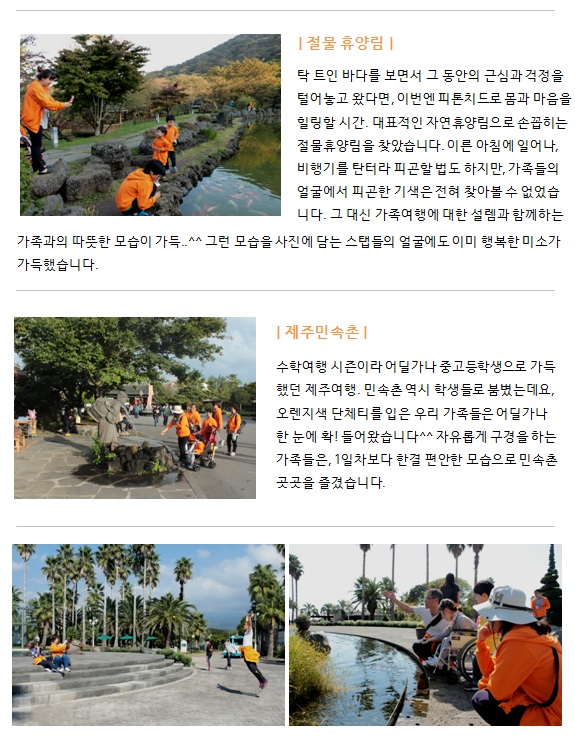 | 절물 휴양림 |
탁 트인 바다를 보면서 그 동안의 근심과 걱정을
털어놓고 왔다면, 이번엔 피톤치드로 몸과 마음을
힐링할 시간. 대표적인 자연휴양림으로 손꼽히는
절물휴양림을 찾았습니다. 이른 아침에 일어나,
비행기를 탄터라 피곤할 법도 하지만, 가족들의
얼굴에서 피곤한 기색은 전혀 찾아볼 수 없었습
니다. 그 대신 가족여행에 대한 설렘과 함께하는
가족과의 따뜻한 모습이 가득..^^ 그런 모습을 사진에 담는 스탭들의 얼굴에도 이미 행복한 미소가
가득했습니다.
| 제주민속촌 |
수학여행 시즌이라 어딜가나 중고등학생으로 가득
했던 제주여행. 민속촌 역시 학생들로 붐볐는데요,
오렌지색 단체티를 입은 우리 가족들은 어딜가나
한 눈에 확! 들어왔습니다^^ 자유롭게 구경을 하는
가족들은, 1일차보다 한결 편안한 모습으로 민속촌
곳곳을 즐겼습니다.